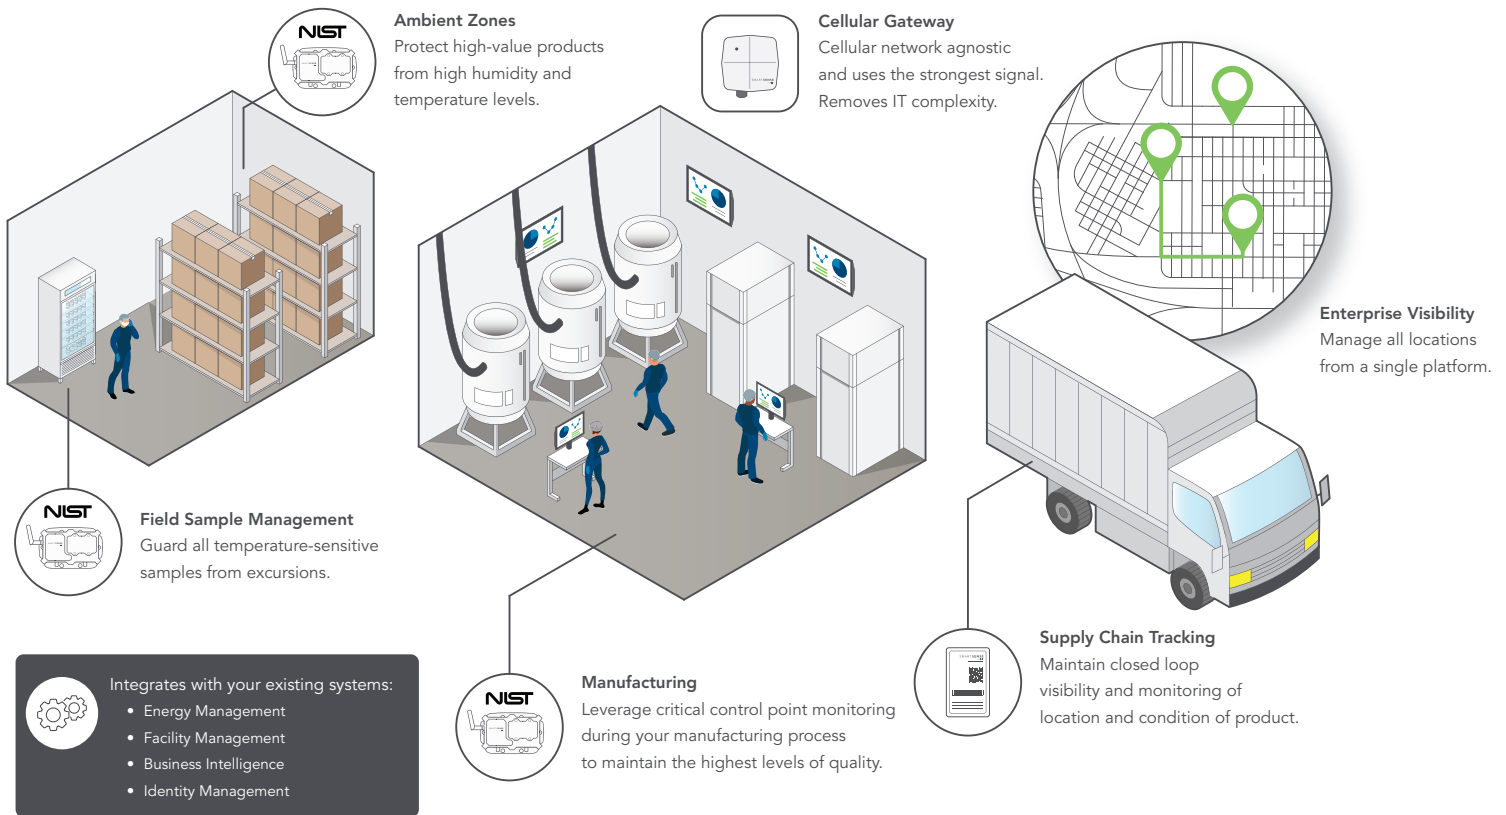 NIST
Ambient Zones
Protect high-value products
from high humidity and
temperature levels.
Cellular Gateway
Cellular network agnostic
and uses the strongest signal.
Removes IT complexity.
SMARTSENSE
Enterprise Visibility
Manage all locations
from a single platform.
NIST
Field Sample Management
Guard all temperature-sensitive
samples from excursions.
Integrates with your existing systems:
• Energy Management
• Facility Management
• Business Intelligence
• Identity Management
NIST
Manufacturing
Leverage critical control point monitoring
during your manufacturing process
to maintain the highest levels of quality.
SMARTSENSE
Supply Chain Tracking
Maintain closed loop
visibility and monitoring of
location and condition of product.